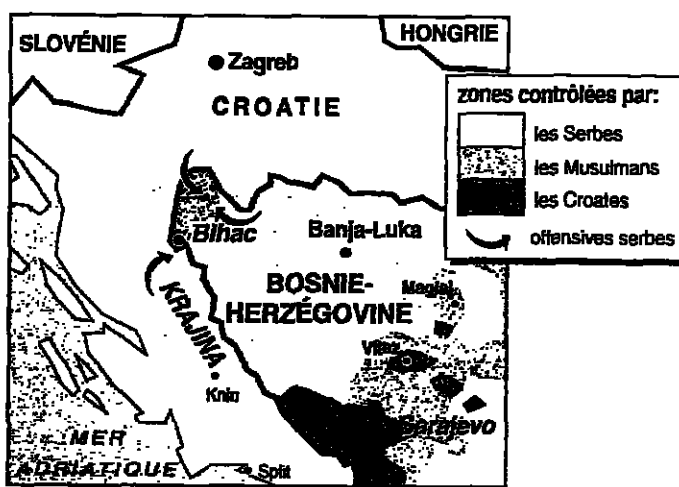 SLOVÉNIE
HONGRIE
Zagreb
CROATIE
zones contrôlées par:
les Serbes
les Musulmans
les Croates
offensives serbes
Bihac
Banja-Luka
BOSNIE-
HERZÉGOVINE
Maglaj
KRAJINA
Vitez
Knin
Sarajevo
MER
ADRIATIQUE
Split